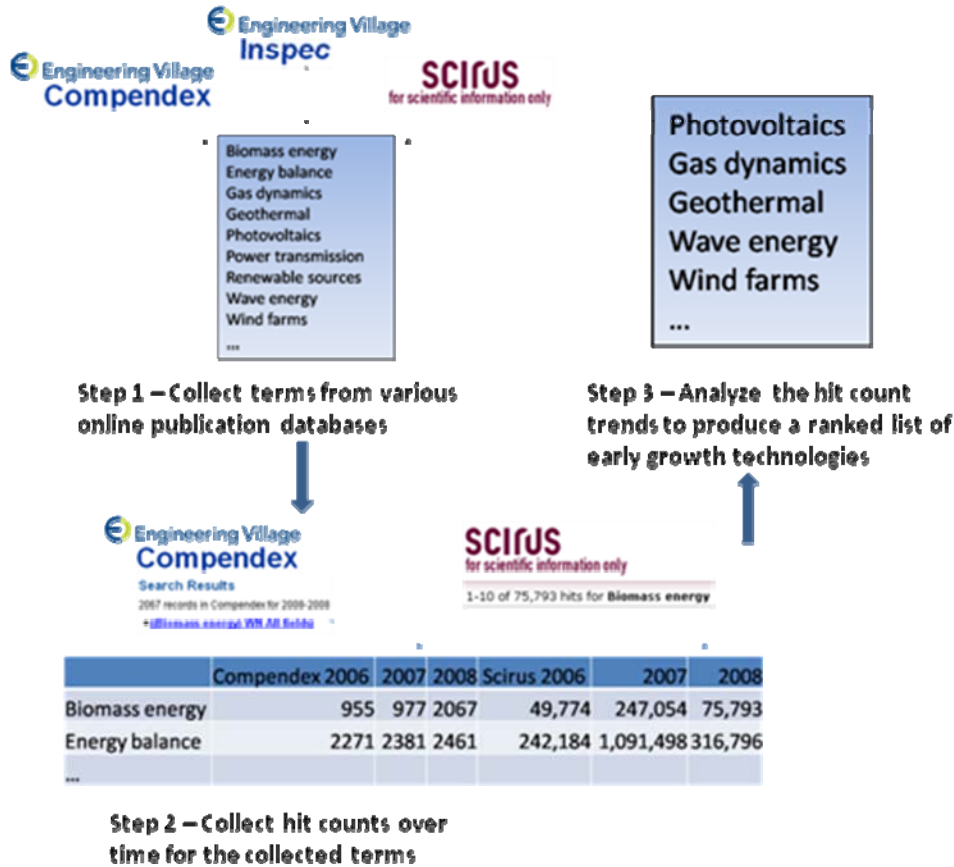 Engineering Village
Inspec
Engineering Village
Compendex
SCIRUS
for scientific information only
Biomass energy
Energy balance
Gas dynamics
Geothermal
Photovoltaics
Power transmission
Renewable sources
Wave energy
Wind farms
...
Step 1 – Collect terms from various
online publication databases
Photovoltaics
Gas dynamics
Geothermal
Wave energy
Wind farms
...
Step 3 – Analyze the hit count
trends to produce a ranked list of
early growth technologies
Engineering Village
Compendex
Search Results
2067 records in Compendex for 2008-2008
+((Biomass energy) WN All fields)
SCIRUS
for scientific information only
1-10 of 75,793 hits for Biomass energy
Compendex 2006 2007 2008 Scirus 2006 2007 2008
Biomass energy 955 977 2067 49,774 247,054 75,793
Energy balance 2271 2381 2461 242,184 1,091,498 316,796
...
Step 2 – Collect hit counts over
time for the collected terms